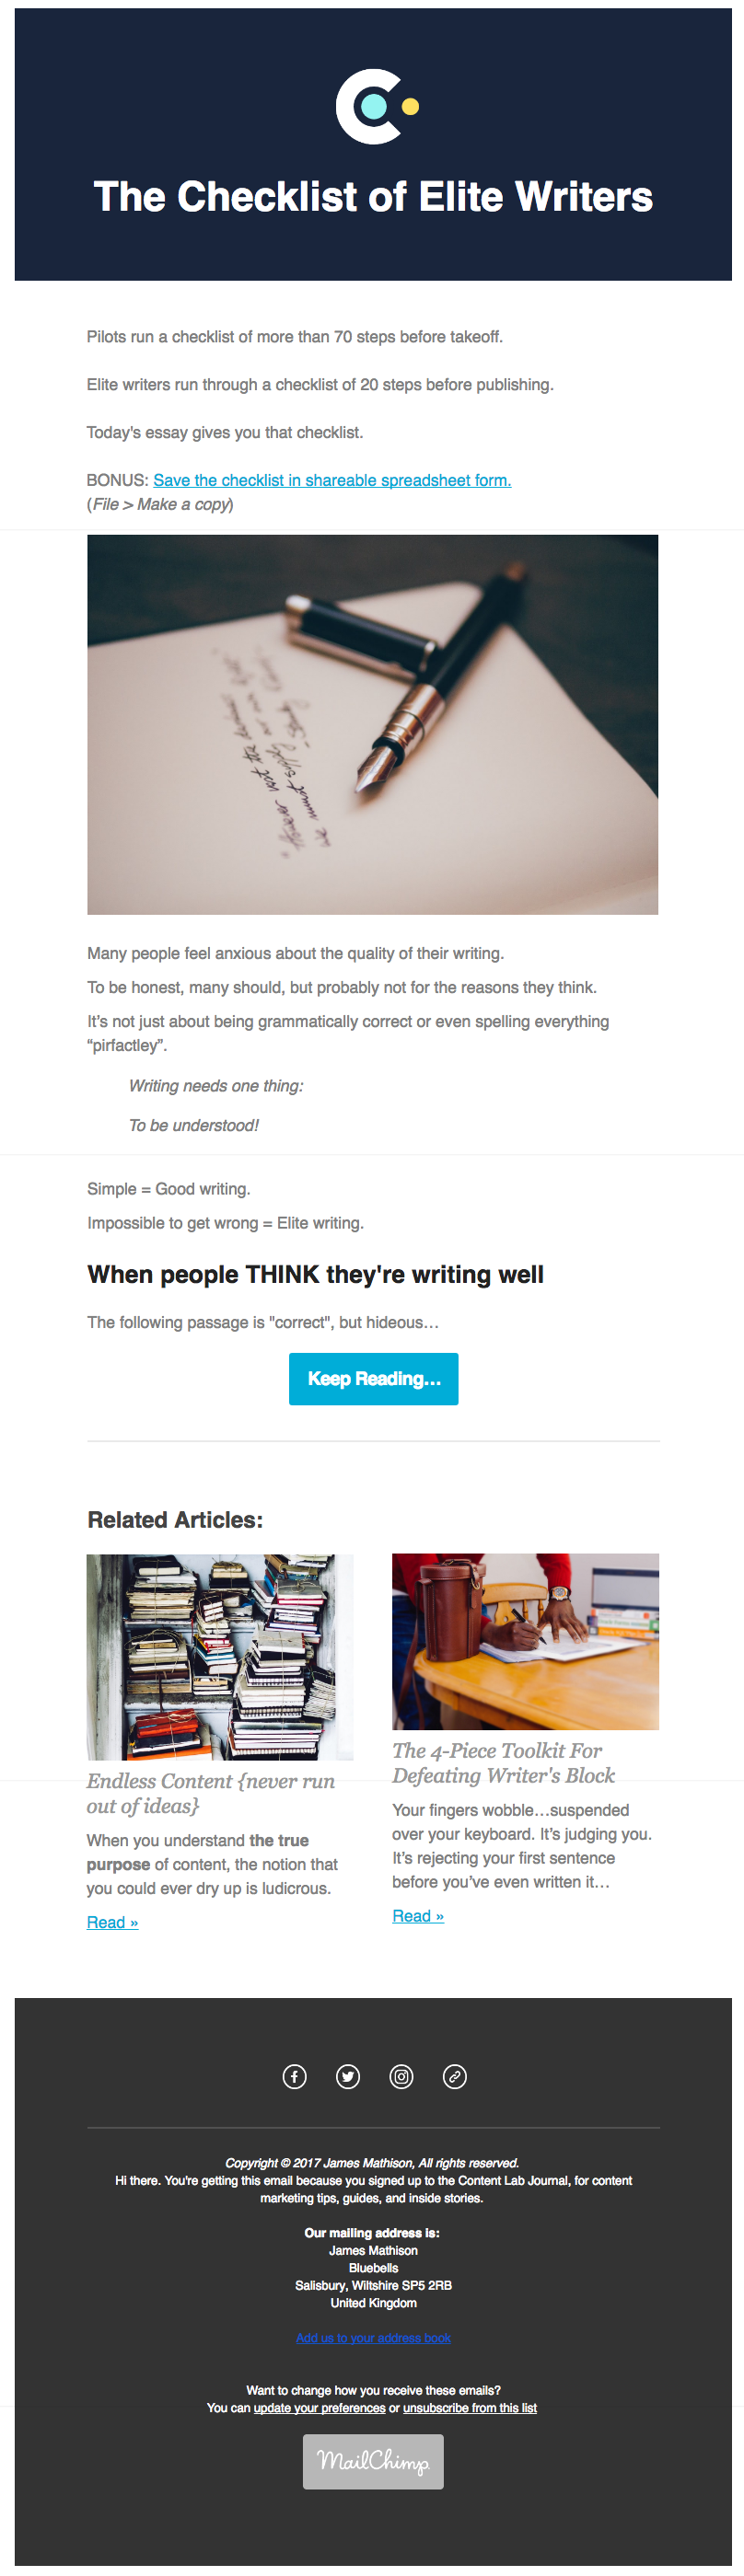 The Checklist of Elite Writers
Pilots run a checklist of more than 70 steps before takeoff.
Elite writers run through a checklist of 20 steps before publishing.
Today's essay gives you that checklist.
BONUS: Save the checklist in shareable spreadsheet form.
(File > Make a copy)
Many people feel anxious about the quality of their writing.
To be honest, many should, but probably not for the reasons they think.
It’s not just about being grammatically correct or even spelling everything
“pirfactley”.
Writing needs one thing:
To be understood!
Simple = Good writing.
Impossible to get wrong = Elite writing.
When people THINK they're writing well
The following passage is "correct", but hideous…
Keep Reading...
Related Articles:
Endless Content {never run
out of ideas}
When you understand the true
purpose of content, the notion that
you could ever dry up is ludicrous.
Read »
The 4-Piece Toolkit For
Defeating Writer's Block
Your fingers wobble…suspended
over your keyboard. It’s judging you.
It’s rejecting your first sentence
before you’ve even written it…
Read »
Copyright © 2017 James Mathison, All rights reserved.
Hi there. You're getting this email because you signed up to the Content Lab Journal, for content
marketing tips, guides, and inside stories.
Our mailing address is:
James Mathison
Bluebells
Salisbury, Wiltshire SP5 2RB
United Kingdom
Add us to your address book
Want to change how you receive these emails?
You can update your preferences or unsubscribe from this list
MailChimp